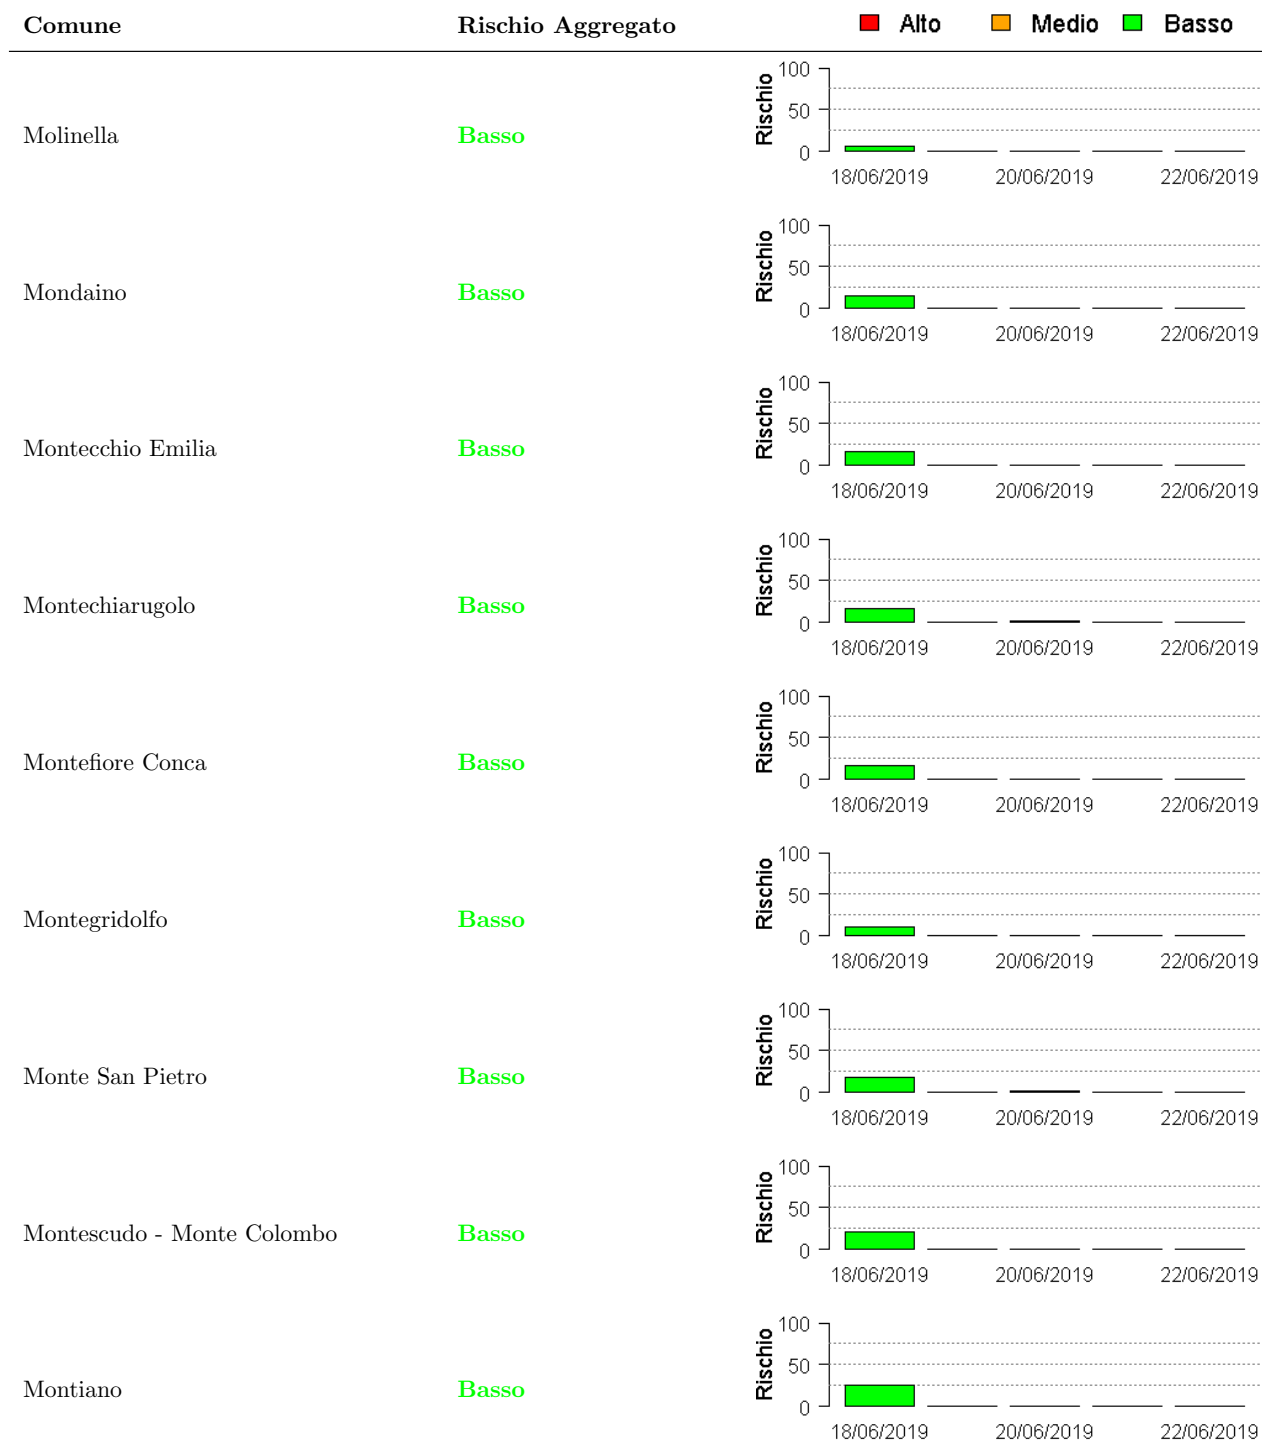 Comune Rischio Aggregato Alto Medio Basso
Molinella Basso
Rischio
100
50
0
18/06/2019 20/06/2019 22/06/2019
Mondaino Basso
Rischio
100
50
0
18/06/2019 20/06/2019 22/06/2019
Montecchio Emilia Basso
Rischio
100
50
0
18/06/2019 20/06/2019 22/06/2019
Montechiarugolo Basso
Rischio
100
50
0
18/06/2019 20/06/2019 22/06/2019
Montefiore Conca Basso
Rischio
100
50
0
18/06/2019 20/06/2019 22/06/2019
Montegridolfo Basso
Rischio
100
50
0
18/06/2019 20/06/2019 22/06/2019
Monte San Pietro Basso
Rischio
100
50
0
18/06/2019 20/06/2019 22/06/2019
Montescudo - Monte Colombo Basso
Rischio
100
50
0
18/06/2019 20/06/2019 22/06/2019
Montiano Basso
Rischio
100
50
0
18/06/2019 20/06/2019 22/06/2019